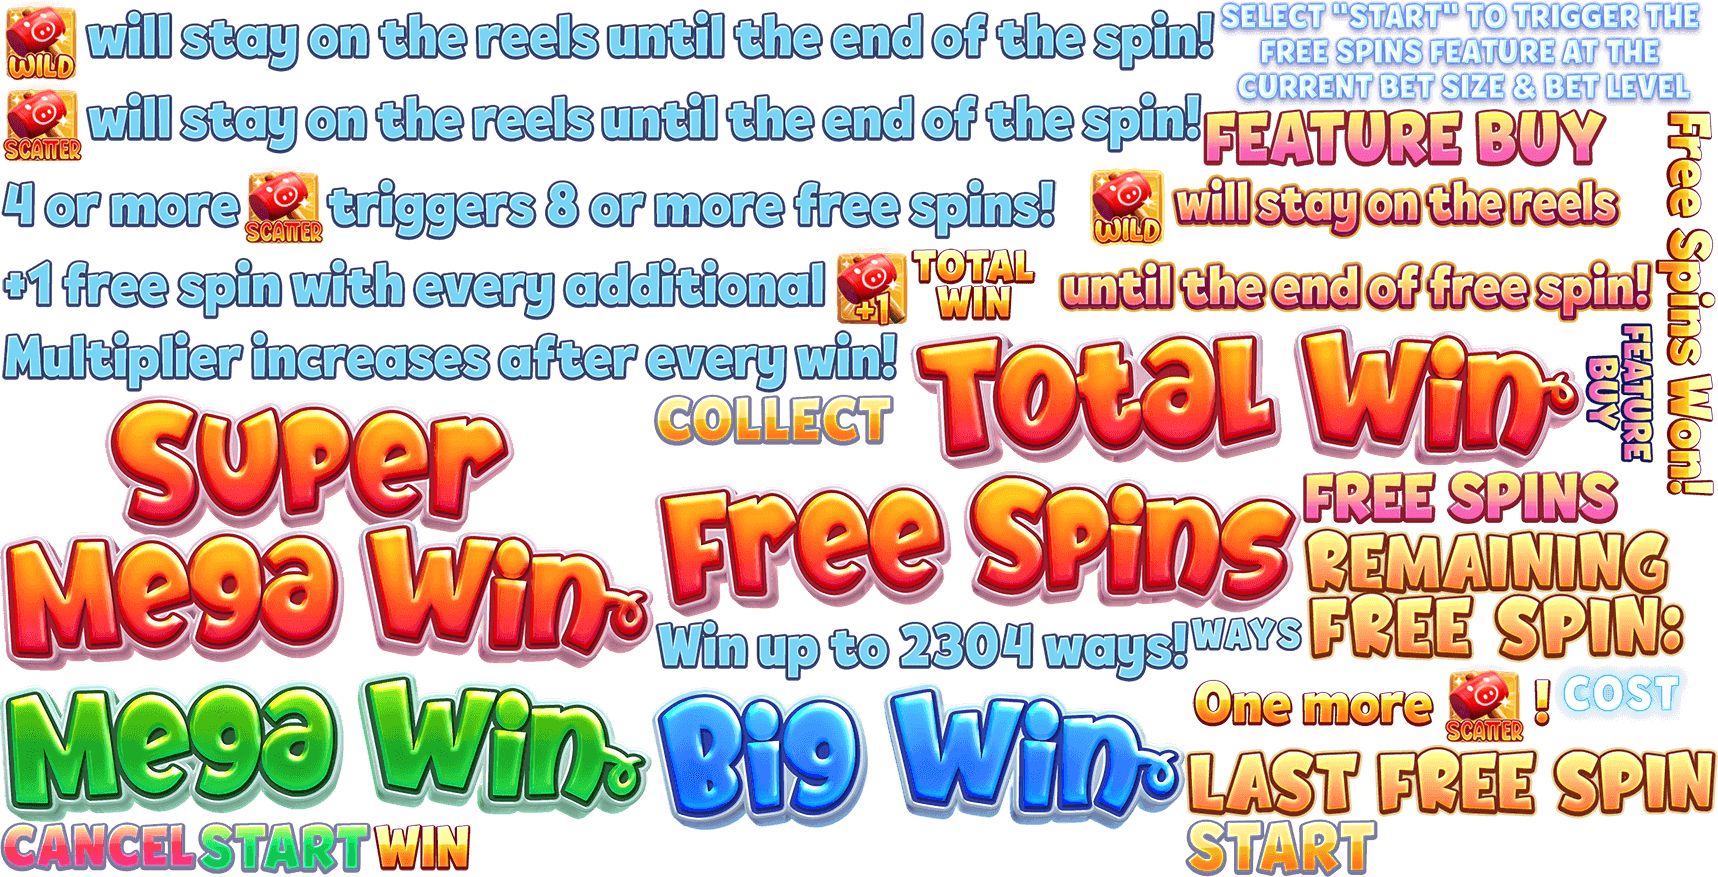 WILD will stay on the reels until the end of the spin!
SELECT "START" TO TRIGGER THE
FREE SPINS FEATURE AT THE
CURRENT BET SIZE & BET LEVEL
SCATTER will stay on the reels until the end of the spin!
FEATURE BUY
Free Spins Won!
4 or more SCATTER triggers 8 or more free spins!
WILD will stay on the reels
+1 free spin with every additional +1
TOTAL
WIN
until the end of free spin!
Multiplier increases after every win!
Total Win
FEATURE
BUY
COLLECT
Super
Mega Win
Free Spins
FREE SPINS
REMAINING
FREE SPIN:
Win up to 2304 ways!
WAYS
Mega Win
Big Win
One more SCATTER !
COST
LAST FREE SPIN
CANCEL
START
WIN
START